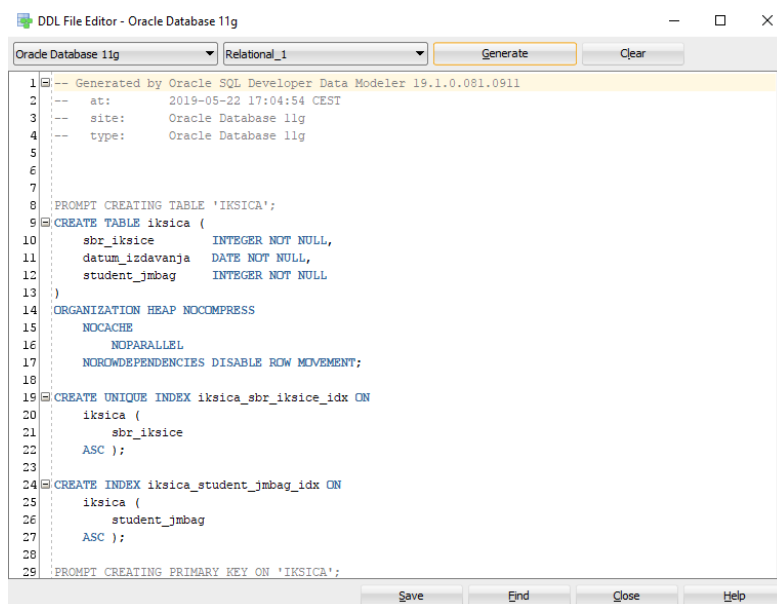 DDL File Editor - Oracle Database 11g
Oracle Database 11g Relational_1 Generate Clear
1 -- Generated by Oracle SQL Developer Data Modeler 19.1.0.081.0911
2 --   at:        2019-05-22 17:04:54 CEST
3 --   site:      Oracle Database 11g
4 --   type:      Oracle Database 11g
5
6
7
8 PROMPT CREATING TABLE 'IKSICA';
9 CREATE TABLE iksica (
10     sbr_iksice       INTEGER NOT NULL,
11     datum_izdavanja   DATE NOT NULL,
12     student_jmbag    INTEGER NOT NULL
13 )
14 ORGANIZATION HEAP NOCOMPRESS
15     NOCACHE
16         NOPARALLEL
17     NOROWDEPENDENCIES DISABLE ROW MOVEMENT;
18
19 CREATE UNIQUE INDEX iksica_sbr_iksice_idx ON
20     iksica (
21         sbr_iksice
22     ASC );
23
24 CREATE INDEX iksica_student_jmbag_idx ON
25     iksica (
26         student_jmbag
27     ASC );
28
29 PROMPT CREATING PRIMARY KEY ON 'IKSICA';
Save Find Close Help